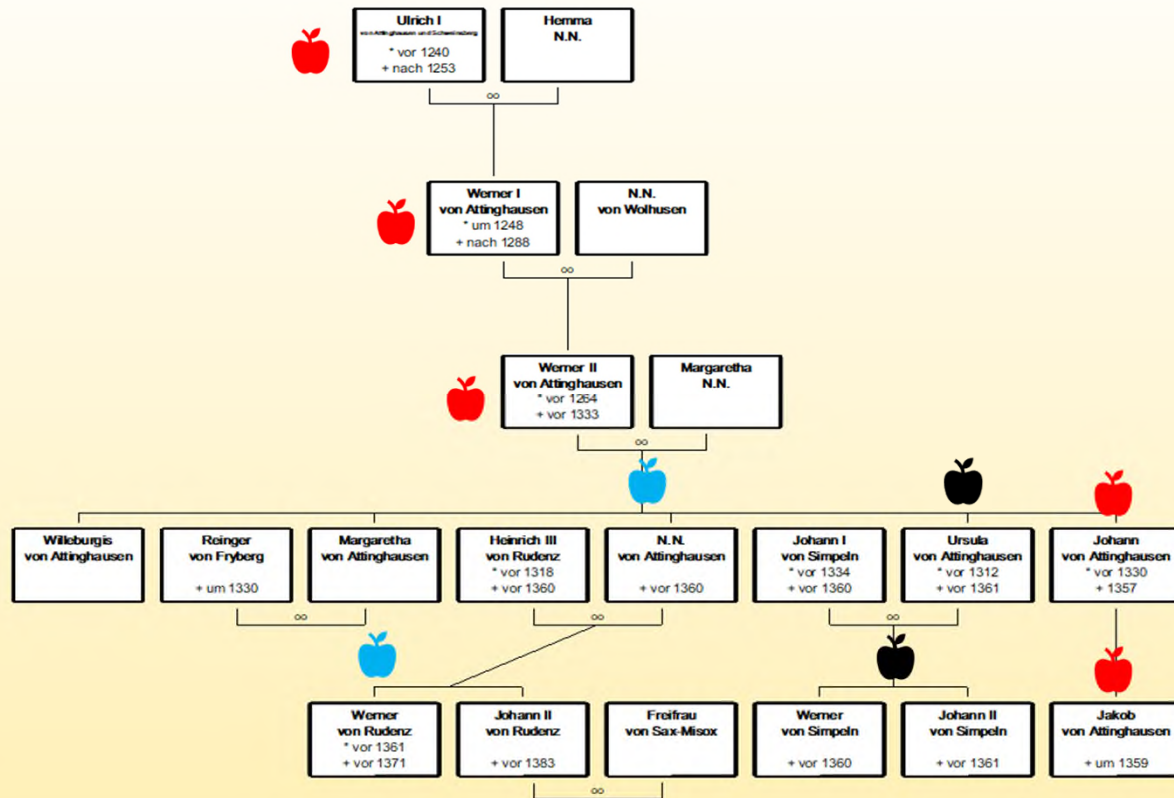 Ulrich I
von Attinghausen und Schweinsberg
* vor 1240
+ nach 1253
Hemma
N.N.
∞
Werner I
von Attinghausen
* um 1248
+ nach 1288
N.N.
von Wolhusen
∞
Werner II
von Attinghausen
* vor 1264
+ vor 1333
Margaretha
N.N.
∞
Willeburgis
von Attinghausen
Reinger
von Fryberg
+ um 1330
Margaretha
von Attinghausen
Heinrich III
von Rudenz
* vor 1318
+ vor 1360
N.N.
von Attinghausen
+ vor 1360
Johann I
von Simpeln
* vor 1334
+ vor 1360
Ursula
von Attinghausen
* vor 1312
+ vor 1361
Johann
von Attinghausen
* vor 1330
+ 1357
∞
∞
∞
Werner
von Rudenz
* vor 1361
+ vor 1371
Johann II
von Rudenz
+ vor 1383
Freifrau
von Sax-Misox
Werner
von Simpeln
+ vor 1360
Johann II
von Simpeln
+ vor 1361
Jakob
von Attinghausen
+ um 1359
∞